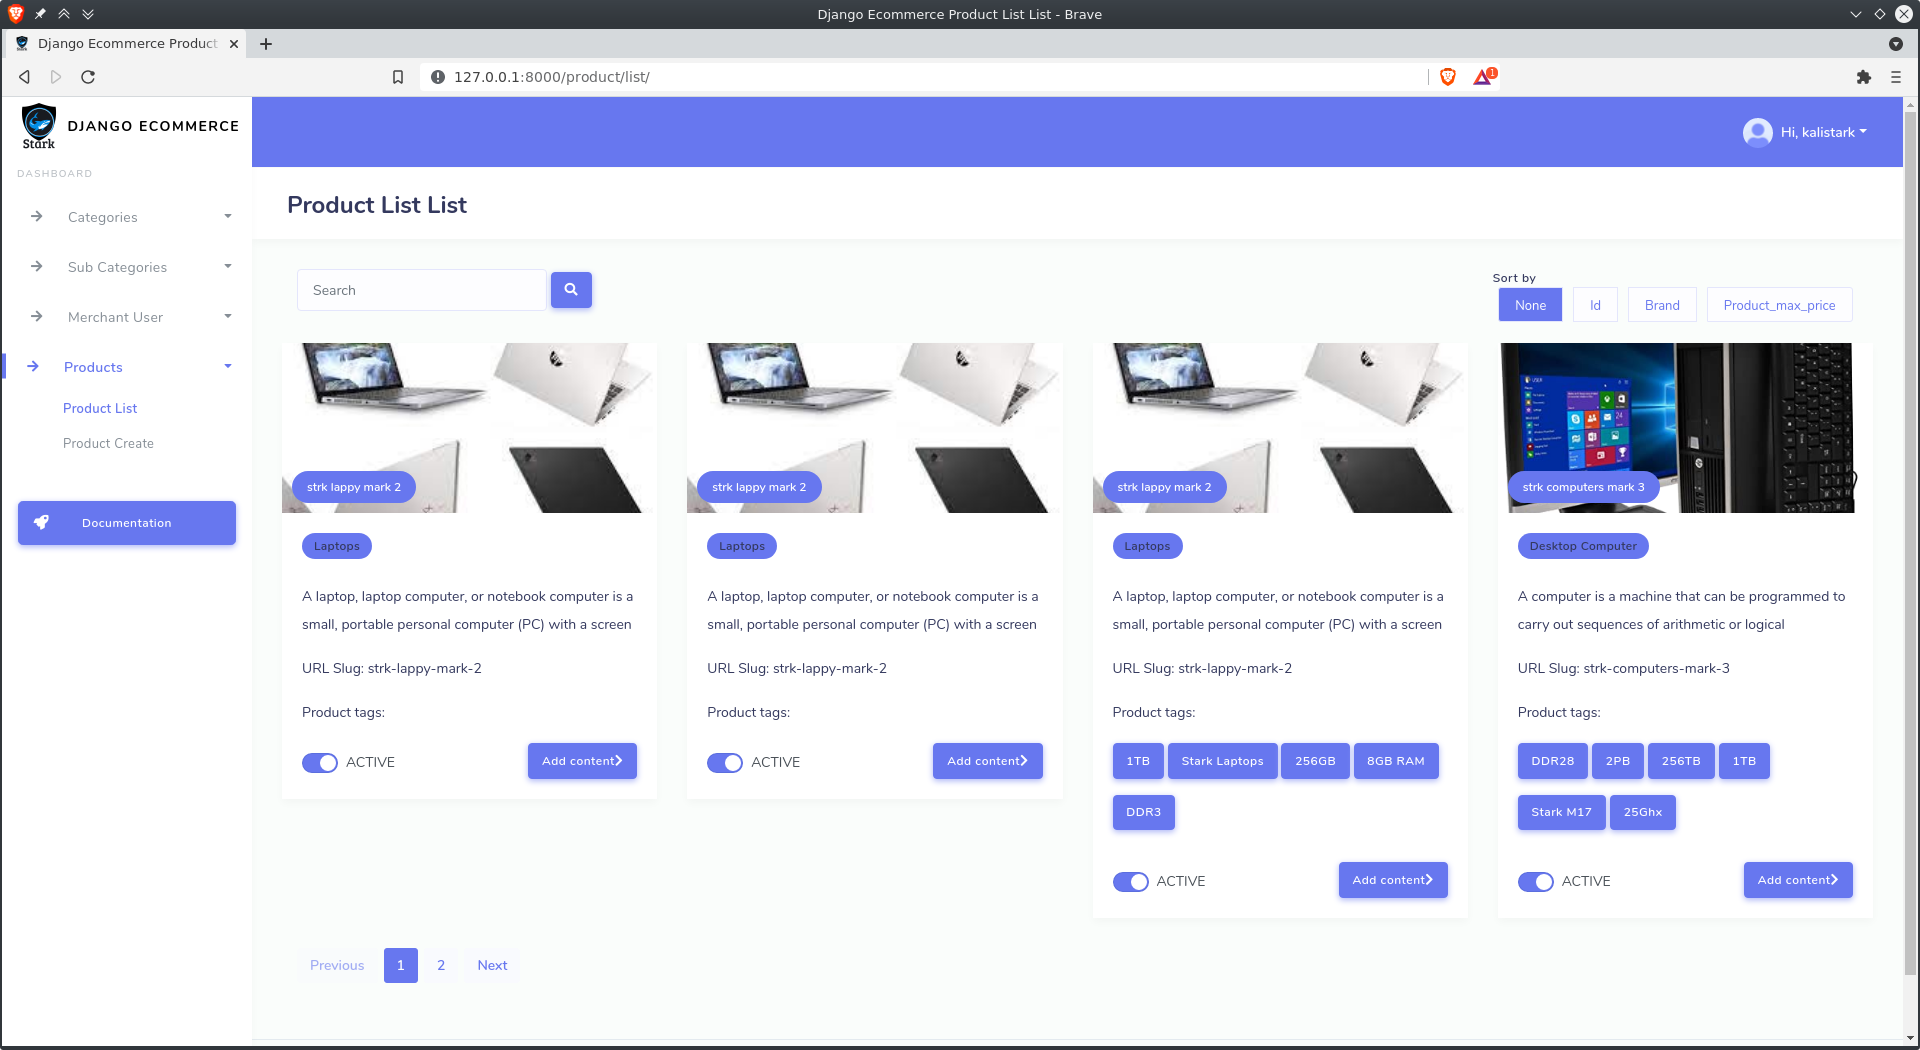 Django Ecommerce Product List List - Brave
Django Ecommerce Product
127.0.0.1:8000/product/list/
1
Stark
DJANGO ECOMMERCE
Hi, kalistark
DASHBOARD
Categories
Sub Categories
Merchant User
Products
Product List
Product Create
Documentation
Product List List
Search
Sort by
None
Id
Brand
Product_max_price
strk lappy mark 2
Laptops
A laptop, laptop computer, or notebook computer is a
small, portable personal computer (PC) with a screen
URL Slug: strk-lappy-mark-2
Product tags:
ACTIVE
Add content
strk lappy mark 2
Laptops
A laptop, laptop computer, or notebook computer is a
small, portable personal computer (PC) with a screen
URL Slug: strk-lappy-mark-2
Product tags:
ACTIVE
Add content
strk lappy mark 2
Laptops
A laptop, laptop computer, or notebook computer is a
small, portable personal computer (PC) with a screen
URL Slug: strk-lappy-mark-2
Product tags:
1TB Stark Laptops 256GB 8GB RAM
DDR3
ACTIVE
Add content
strk computers mark 3
Desktop Computer
A computer is a machine that can be programmed to
carry out sequences of arithmetic or logical
URL Slug: strk-computers-mark-3
Product tags:
DDR28 2PB 256TB 1TB
Stark M17 25Ghx
ACTIVE
Add content
Previous 1 2 Next